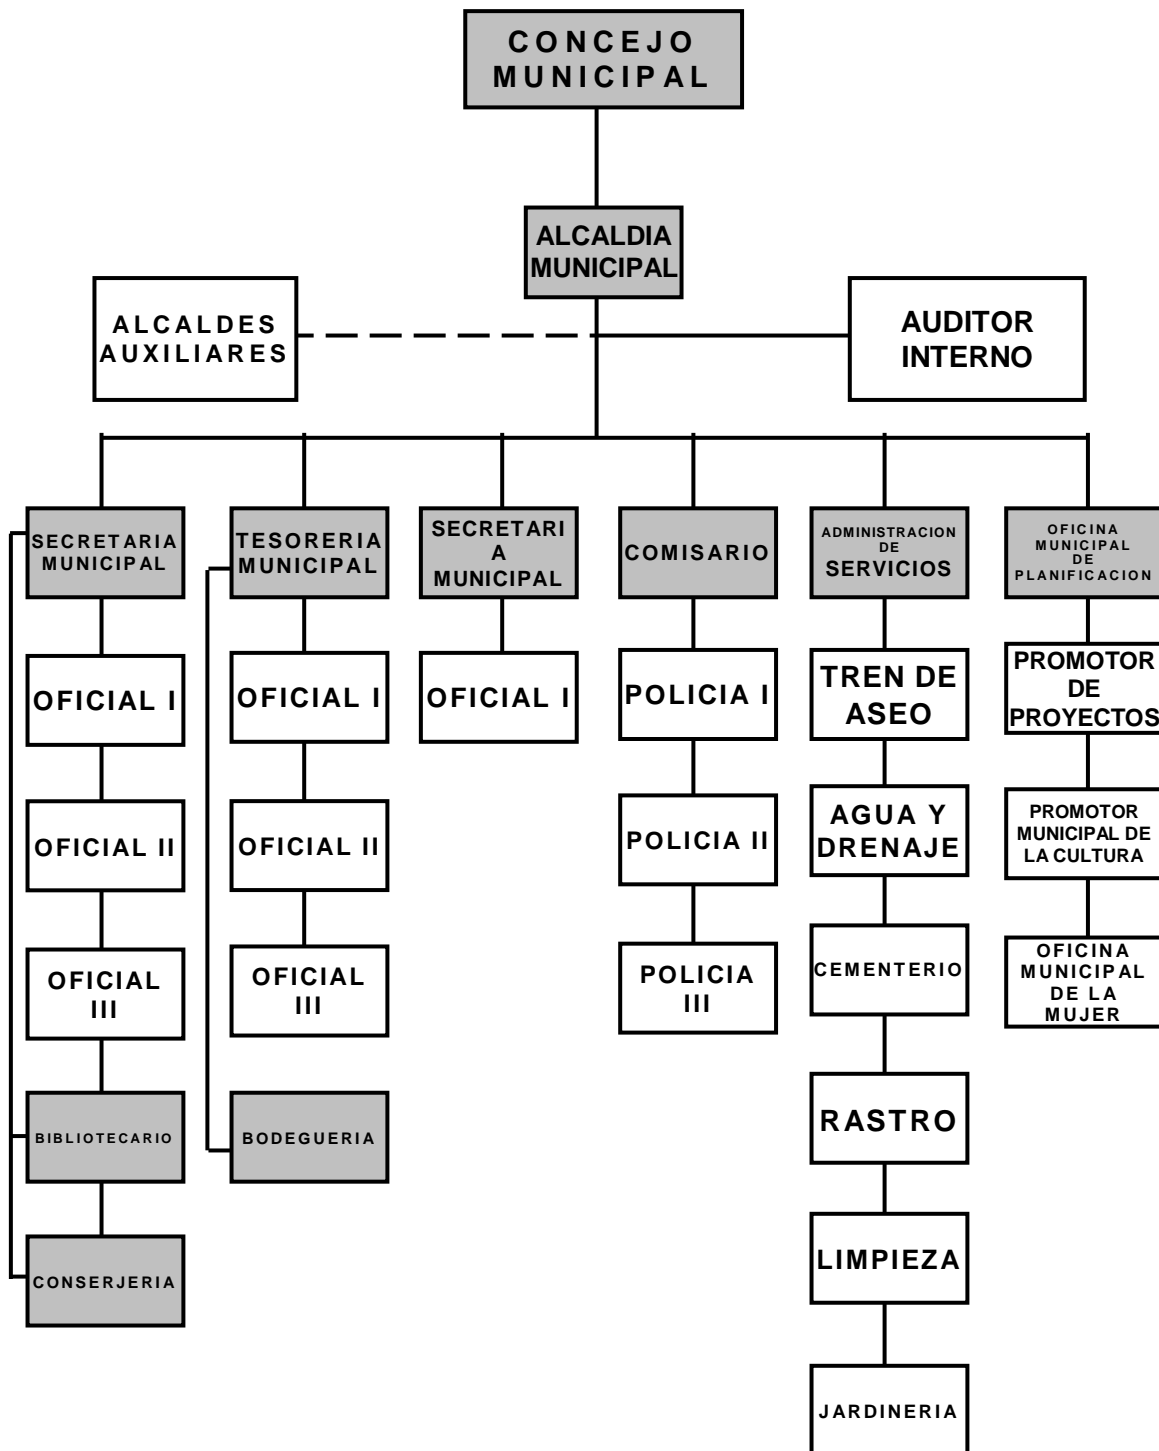 CONCEJO
MUNICIPAL
ALCALDIA
MUNICIPAL
ALCALDES
AUXILIARES
AUDITOR
INTERNO
SECRETARIA
MUNICIPAL
TESORERIA
MUNICIPAL
SECRETARI
A
MUNICIPAL
COMISARIO
ADMINISTRACION
DE
SERVICIOS
OFICINA
MUNICIPAL
DE
PLANIFICACION
OFICIAL I
OFICIAL I
OFICIAL I
POLICIA I
TREN DE
ASEO
PROMOTOR
DE
PROYECTOS
OFICIAL II
OFICIAL II
POLICIA II
AGUA Y
DRENAJE
PROMOTOR
MUNICIPAL DE
LA CULTURA
OFICIAL
III
OFICIAL
III
POLICIA
III
CEMENTERIO
OFICINA
MUNICIPAL
DE LA
MUJER
BIBLIOTECARIO
BODEGUERIA
RASTRO
CONSERJERIA
LIMPIEZA
JARDINERIA